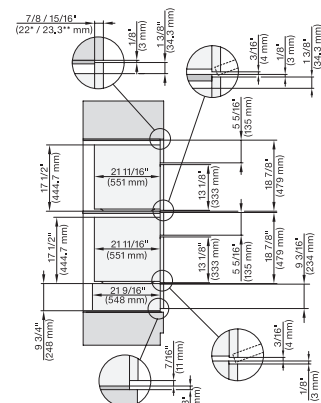 7/8 / 15/16"
(22* / 23.3** mm)
1/8"
(3 mm)
1 3/8"
(34.3 mm)
3/16"
(4 mm)
1/8"
(3 mm)
1 3/8"
(34.3 mm)
5 5/16"
(135 mm)
17 1/2"
(444.7 mm)
21 11/16"
(551 mm)
13 1/8"
(333 mm)
18 7/8"
(479 mm)
17 1/2"
(444.7 mm)
21 11/16"
(551 mm)
13 1/8"
(333 mm)
5 5/16"
(135 mm)
18 7/8"
(479 mm)
9 3/16"
(234 mm)
21 9/16"
(548 mm)
9 3/4"
(248 mm)
7/16"
(11 mm)
3/16"
(4 mm)
1/8"
(3 mm)